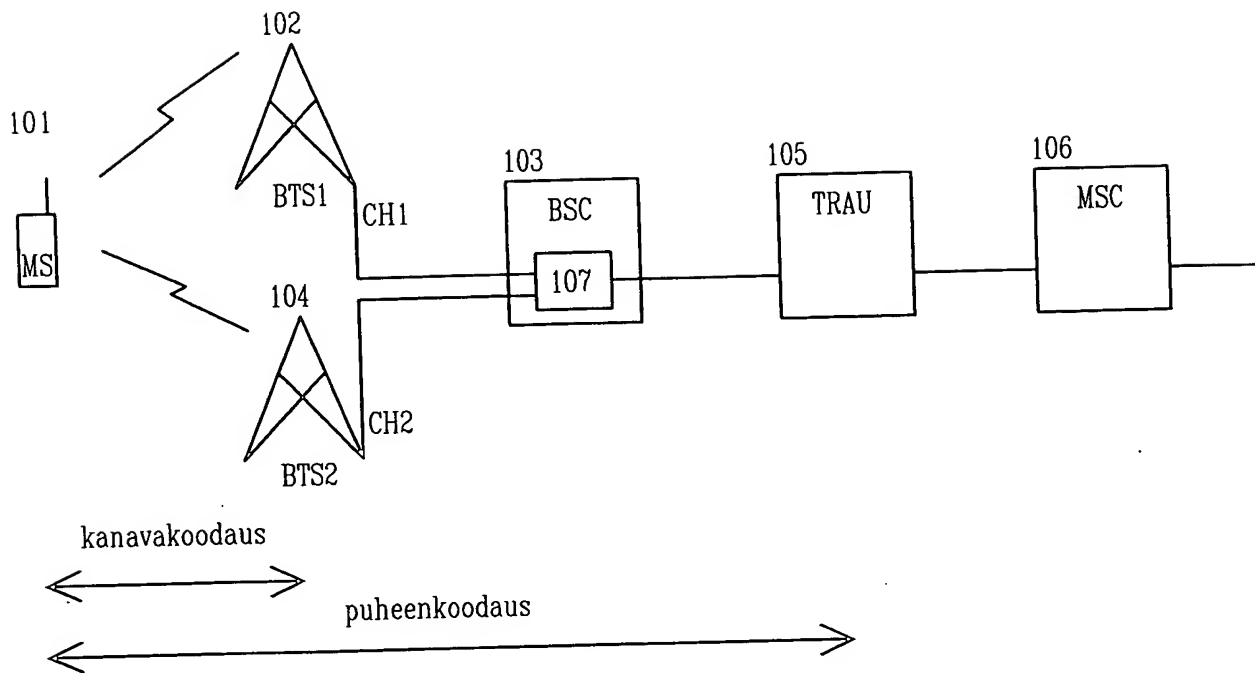 102
101
103
105
106
BTS1
CH1
BSC
TRAU
MSC
MS
107
104
CH2
BTS2
kanavakoodaus
puheenkoodaus